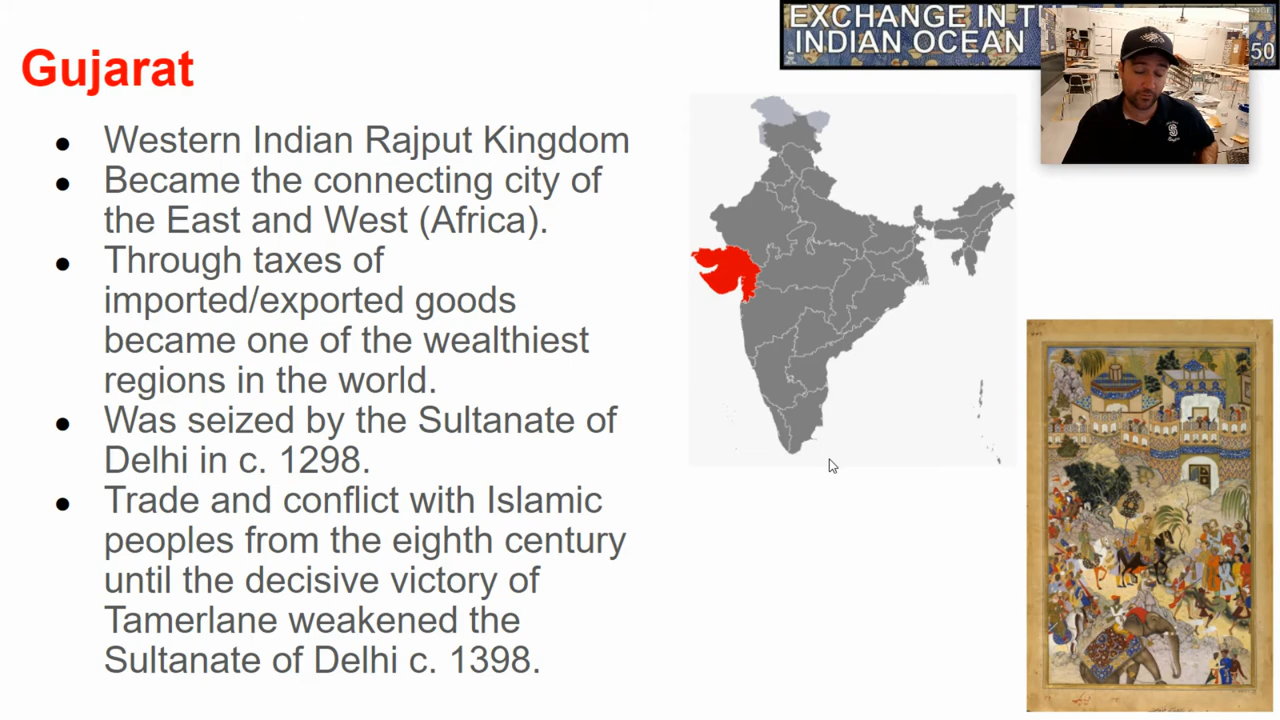 EXCHANGE IN T
INDIAN OCEAN
50
Gujarat
● Western Indian Rajput Kingdom
● Became the connecting city of
the East and West (Africa).
● Through taxes of
imported/exported goods
became one of the wealthiest
regions in the world.
● Was seized by the Sultanate of
Delhi in c. 1298.
● Trade and conflict with Islamic
peoples from the eighth century
until the decisive victory of
Tamerlane weakened the
Sultanate of Delhi c. 1398.